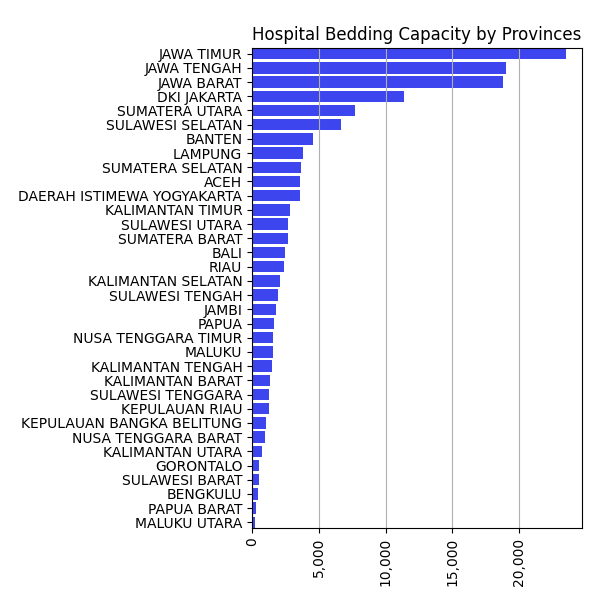 Hospital Bedding Capacity by Provinces
JAWA TIMUR
JAWA TENGAH
JAWA BARAT
DKI JAKARTA
SUMATERA UTARA
SULAWESI SELATAN
BANTEN
LAMPUNG
SUMATERA SELATAN
ACEH
DAERAH ISTIMEWA YOGYAKARTA
KALIMANTAN TIMUR
SULAWESI UTARA
SUMATERA BARAT
BALI
RIAU
KALIMANTAN SELATAN
SULAWESI TENGAH
JAMBI
PAPUA
NUSA TENGGARA TIMUR
MALUKU
KALIMANTAN TENGAH
KALIMANTAN BARAT
SULAWESI TENGGARA
KEPULAUAN RIAU
KEPULAUAN BANGKA BELITUNG
NUSA TENGGARA BARAT
KALIMANTAN UTARA
GORONTALO
SULAWESI BARAT
BENGKULU
PAPUA BARAT
MALUKU UTARA
0
5,000
10,000
15,000
20,000